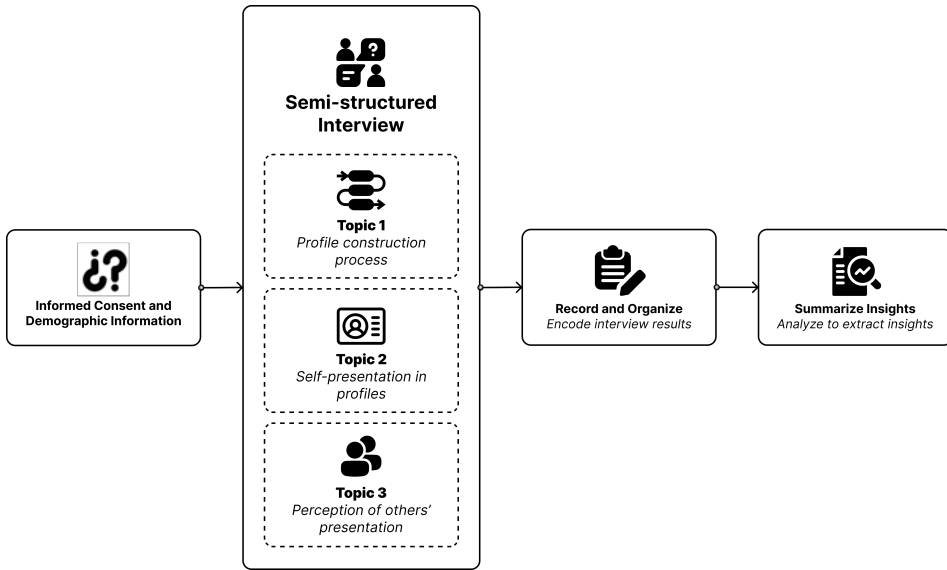 Informed Consent and
Demographic Information
Semi-structured
Interview
Topic 1
Profile construction
process
Topic 2
Self-presentation in
profiles
Topic 3
Perception of others’
presentation
Record and Organize
Encode interview results
Summarize Insights
Analyze to extract insights